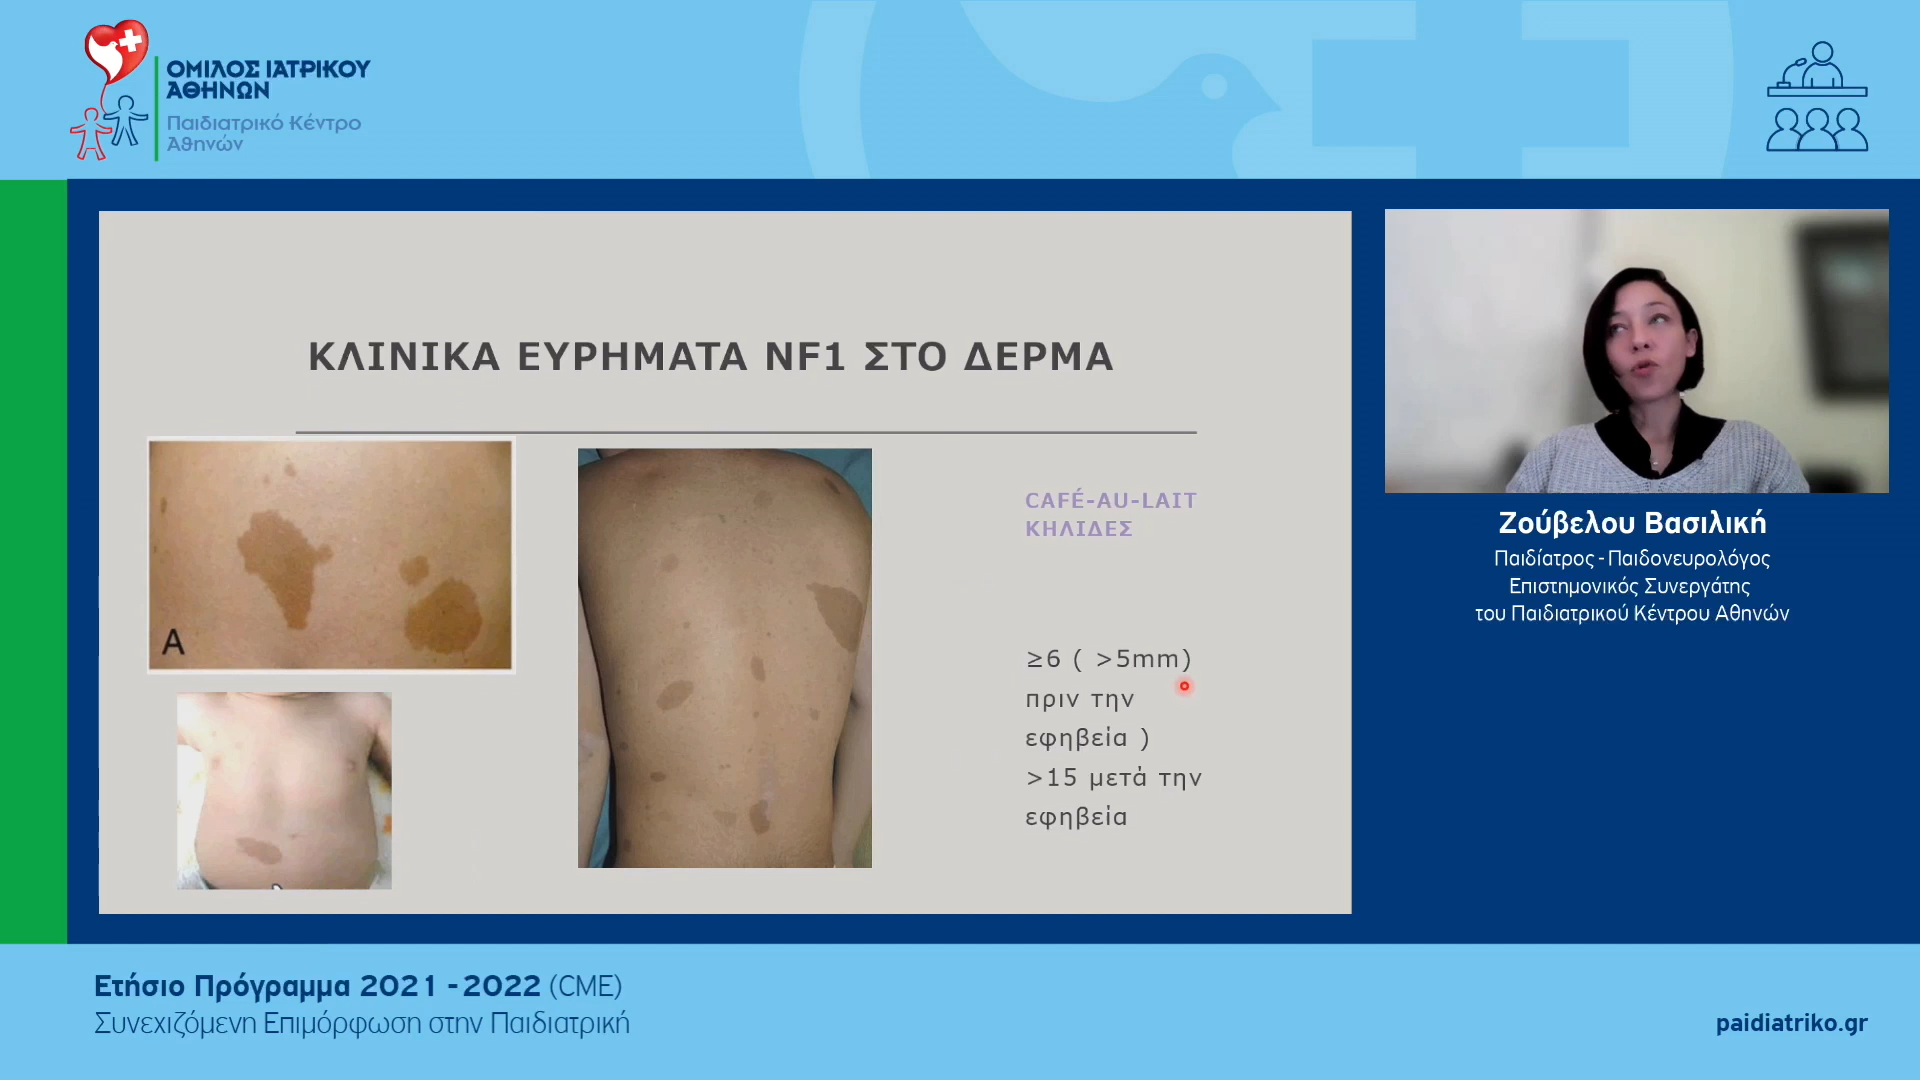 ΟΜΙΛΟΣ ΙΑΤΡΙΚΟΥ
ΑΘΗΝΩΝ
Παιδιατρικό Κέντρο
Αθηνών
ΚΛΙΝΙΚΑ ΕΥΡΗΜΑΤΑ NF1 ΣΤΟ ΔΕΡΜΑ
A
CAFÉ-AU-LAIT
ΚΗΛΙΔΕΣ
≥6 ( >5mm)
πριν την
εφηβεία )
>15 μετά την
εφηβεία
Ζούβελου Βασιλική
Παιδίατρος - Παιδονευρολόγος
Επιστημονικός Συνεργάτης
του Παιδιατρικού Κέντρου Αθηνών
Ετήσιο Πρόγραμμα 2021 - 2022 (CME)
Συνεχιζόμενη Επιμόρφωση στην Παιδιατρική
paidiatriko.gr